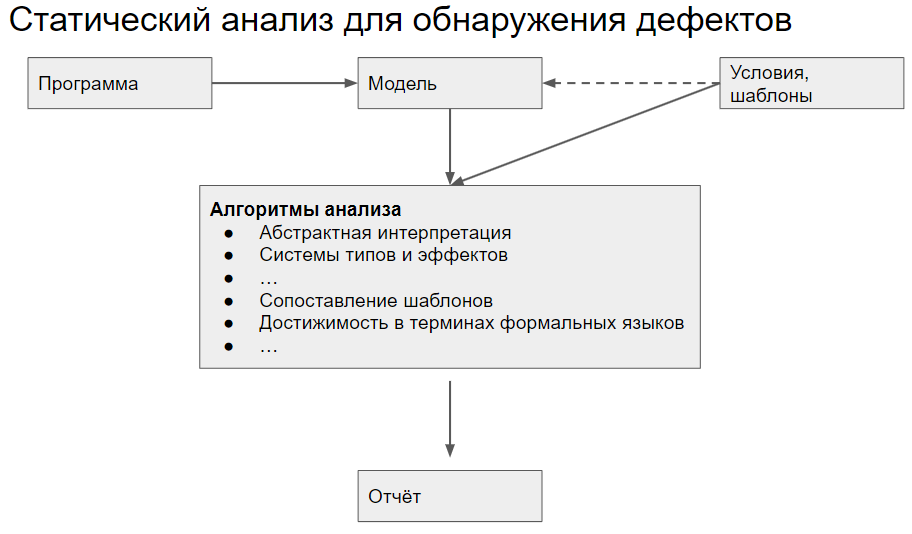 Статический анализ для обнаружения дефектов
Программа
Модель
Условия,
шаблоны
Алгоритмы анализа
● Абстрактная интерпретация
● Системы типов и эффектов
● …
● Сопоставление шаблонов
● Достижимость в терминах формальных языков
● …
Отчёт